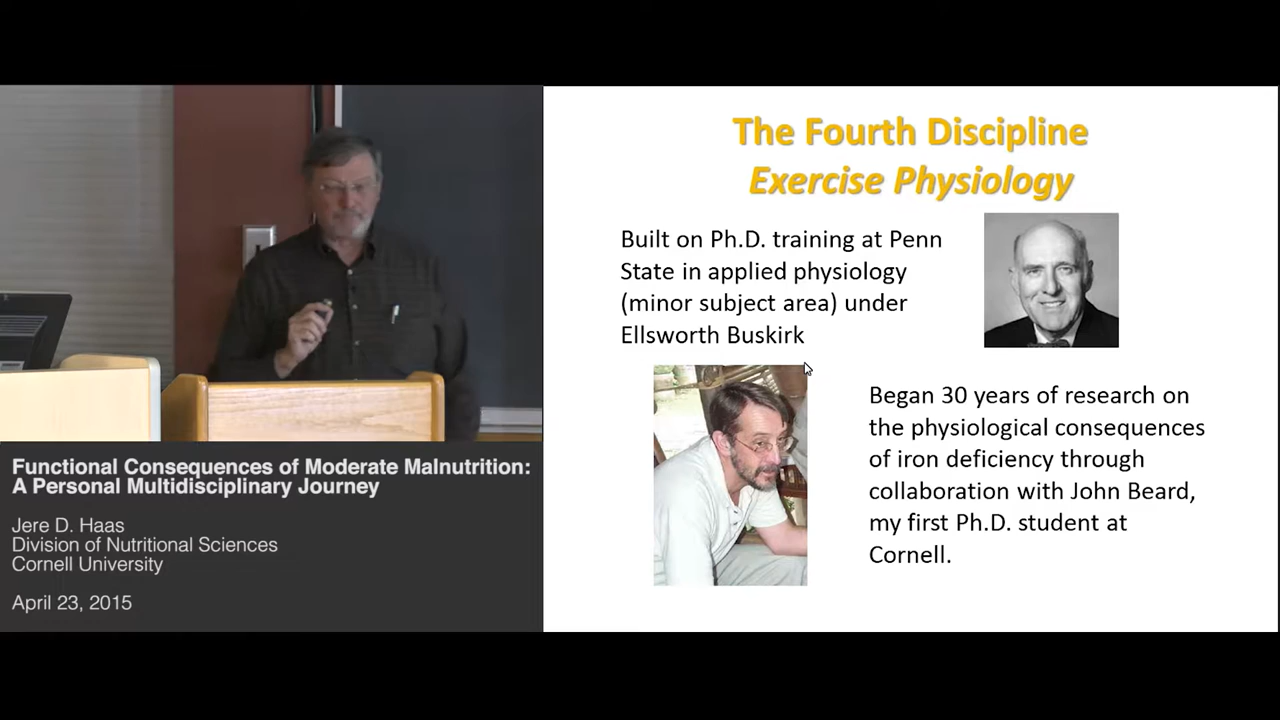 The Fourth Discipline
Exercise Physiology
Built on Ph.D. training at Penn
State in applied physiology
(minor subject area) under
Ellsworth Buskirk
Began 30 years of research on
the physiological consequences
of iron deficiency through
collaboration with John Beard,
my first Ph.D. student at
Cornell.
Functional Consequences of Moderate Malnutrition:
A Personal Multidisciplinary Journey
Jere D. Haas
Division of Nutritional Sciences
Cornell University
April 23, 2015